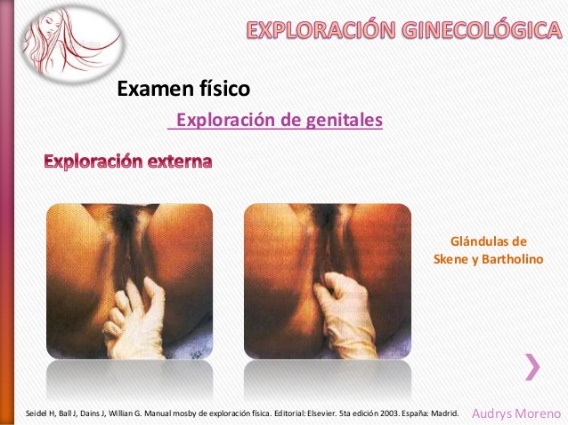 EXPLORACIÓN GINECOLÓGICA
Examen físico
Exploración de genitales
Exploración externa
Glándulas de
Skene y Bartholino
Seidel H, Ball J, Dains J, Willian G. Manual mosby de exploración física. Editorial: Elsevier. 5ta edición 2003. España: Madrid.
Audrys Moreno